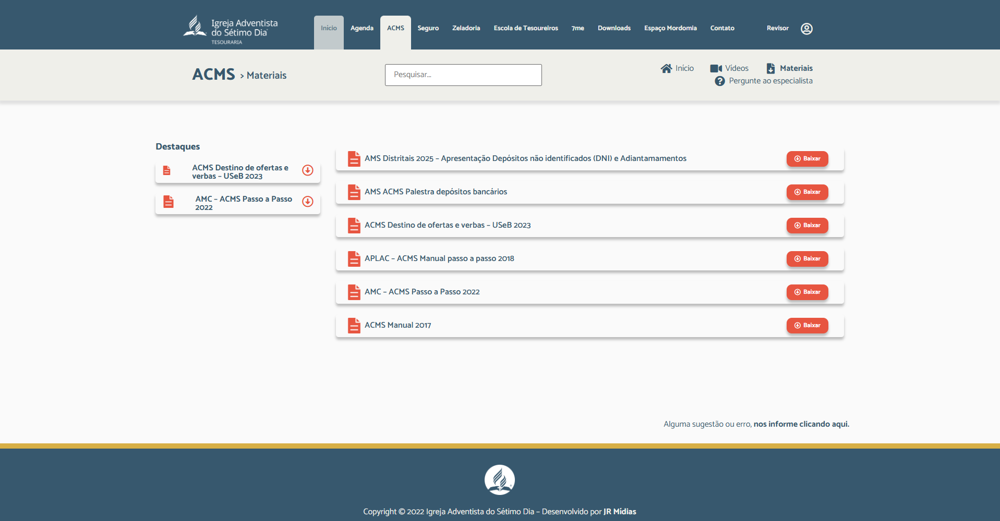 Igreja Adventista
do Sétimo Dia
TESOURARIA
Inicio
Agenda
ACMS
Seguro
Zeladoria
Escola de Tesoureiros
7me
Downloads
Espaço Mordomia
Contato
Revisor
ACMS > Materiais
Pesquisar...
Início
Vídeos
Materiais
Pergunte ao especialista
Destaques
ACMS Destino de ofertas e
verbas – USeB 2023
AMC – ACMS Passo a Passo
2022
AMS Distritais 2025 – Apresentação Depósitos não identificados (DNI) e Adiantamamentos
Baixar
AMS ACMS Palestra depósitos bancários
Baixar
ACMS Destino de ofertas e verbas – USeB 2023
Baixar
APLAC – ACMS Manual passo a passo 2018
Baixar
AMC – ACMS Passo a Passo 2022
Baixar
ACMS Manual 2017
Baixar
Alguma sugestão ou erro, nos informe clicando aqui.
Copyright © 2022 Igreja Adventista do Sétimo Dia – Desenvolvido por JR Mídias